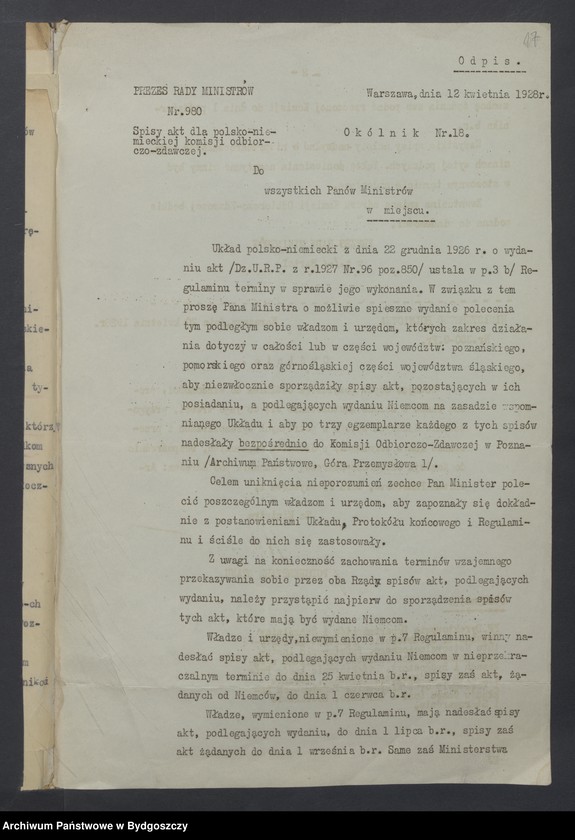 47
Odpis.
PREZES RADY MINISTRÓW
Warszawa,dnia 12 kwietnia 1928r.
Nr.980
Spisy akt dla polsko-nie-
mieckiej komisji odbior-
czo-zdawczej.
Okólnik Nr.18.
Do
wszystkich Panów Ministrów
w miejscu.
Układ polsko-niemiecki z dnia 22 grudnia 1926 r. o wyda-
niu akt /Dz.U.R.P. z r.1927 Nr.96 poz.850/ ustala w p.3 b/ Re-
gulaminu terminy w sprawie jego wykonania. W związku z tem
proszę Pana Ministra o możliwie spieszne wydanie polecenia
tym podległym sobie władzom i urzędom, których zakres działa-
nia dotyczy w całości lub w części województw: poznańskiego,
pomorskiego oraz górnośląskiej części województwa śląskiego,
aby niezwłocznie sporządziły spisy akt, pozostających w ich
posiadaniu, a podlegających wydaniu Niemcom na zasadzie wspom-
nianego Układu i aby po trzy egzemplarze każdego z tych spisów
nadesłały bezpośrednio do Komisji Odbiorczo-Zdawczej w Pozna-
niu /Archiwum Państwowe, Góra Przemysłowa 1/.
Celem uniknięcia nieporozumień zechce Pan Minister pole-
cić poszczególnym władzom i urzędom, aby zapoznały się dokład-
nie z postanowieniami Układu, Protokółu końcowego i Regulami-
nu i ściśle do nich się zastosowały.
Z uwagi na konieczność zachowania terminów wzajemnego
przekazywania sobie przez oba Rządy spisów akt, podlegających
wydaniu, należy przystąpić najpierw do sporządzenia spisów
tych akt, które mają być wydane Niemcom.
Władze i urzędy,niewymienione w p.7 Regulaminu, winny na-
desłać spisy akt, podlegających wydaniu Niemcom w nieprzekra-
czalnym terminie do dnia 25 kwietnia b.r., spisy zaś akt, żą-
danych od Niemców, do dnia 1 czerwca b.r.
Władze, wymienione w p.7 Regulaminu, mają nadesłać spisy
akt, podlegających wydaniu, do dnia 1 lipca b.r., spisy zaś
akt żądanych do dnia 1 września b.r. Same zaś Ministerstwa
Archiwum Państwowe w Bydgoszczy